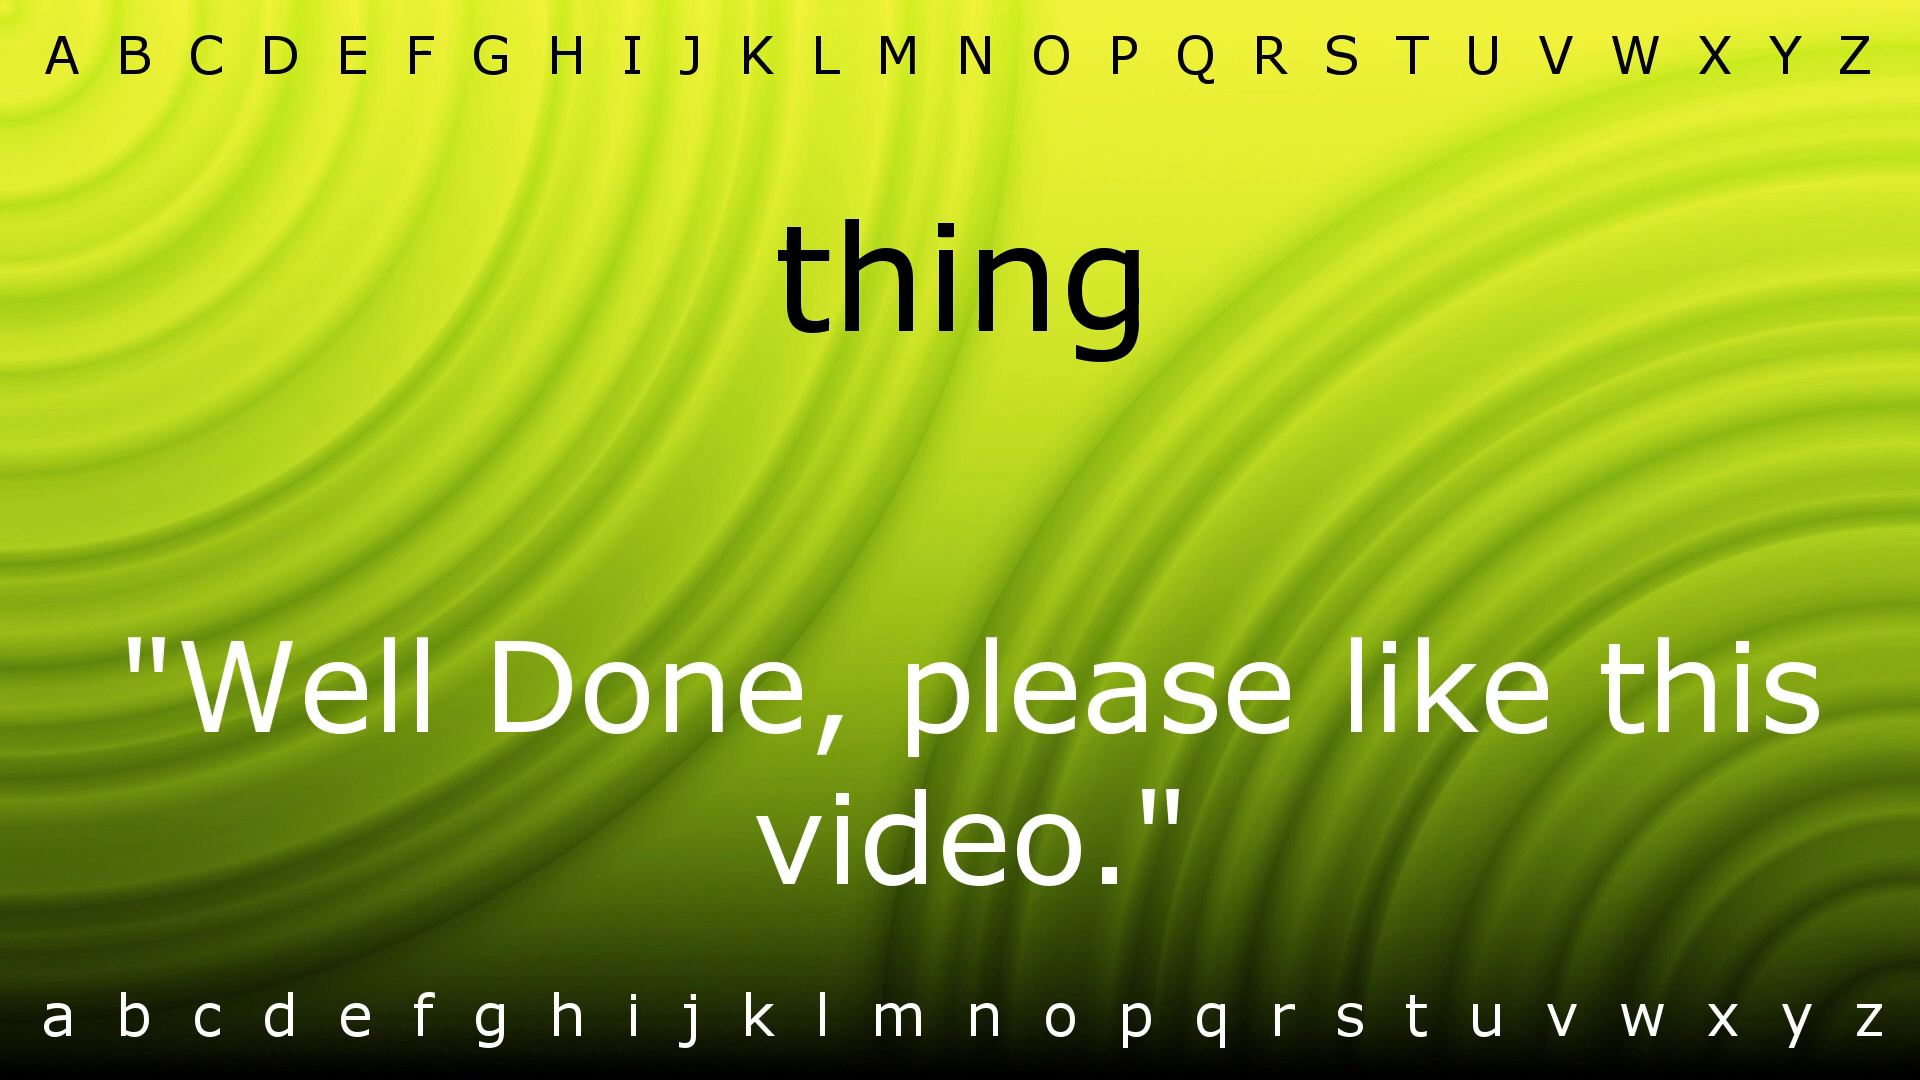 A B C D E F G H I J K L M N O P Q R S T U V W X Y Z
thing
"Well Done, please like this
video."
a b c d e f g h i j k l m n o p q r s t u v w x y z